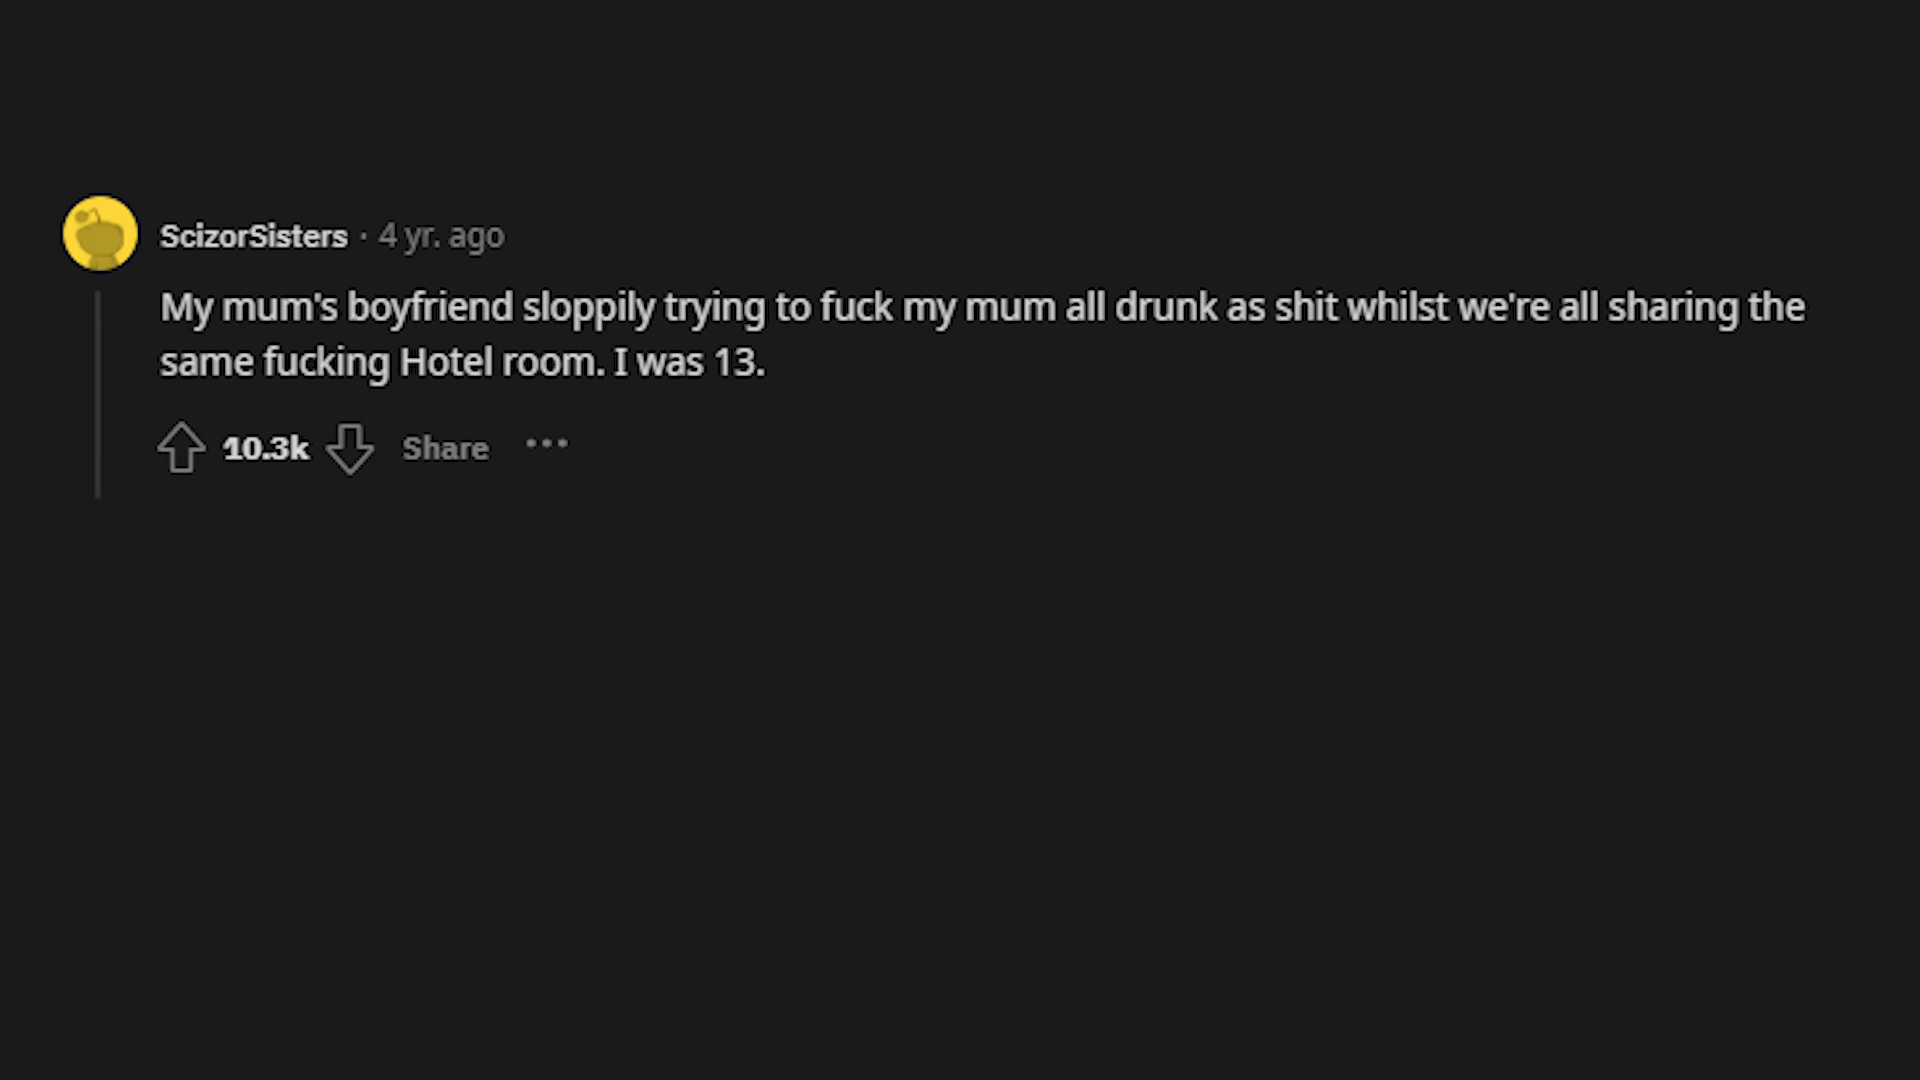 ScizorSisters · 4 yr. ago
My mum's boyfriend sloppily trying to fuck my mum all drunk as shit whilst we're all sharing the
same fucking Hotel room. I was 13.
10.3k Share ···